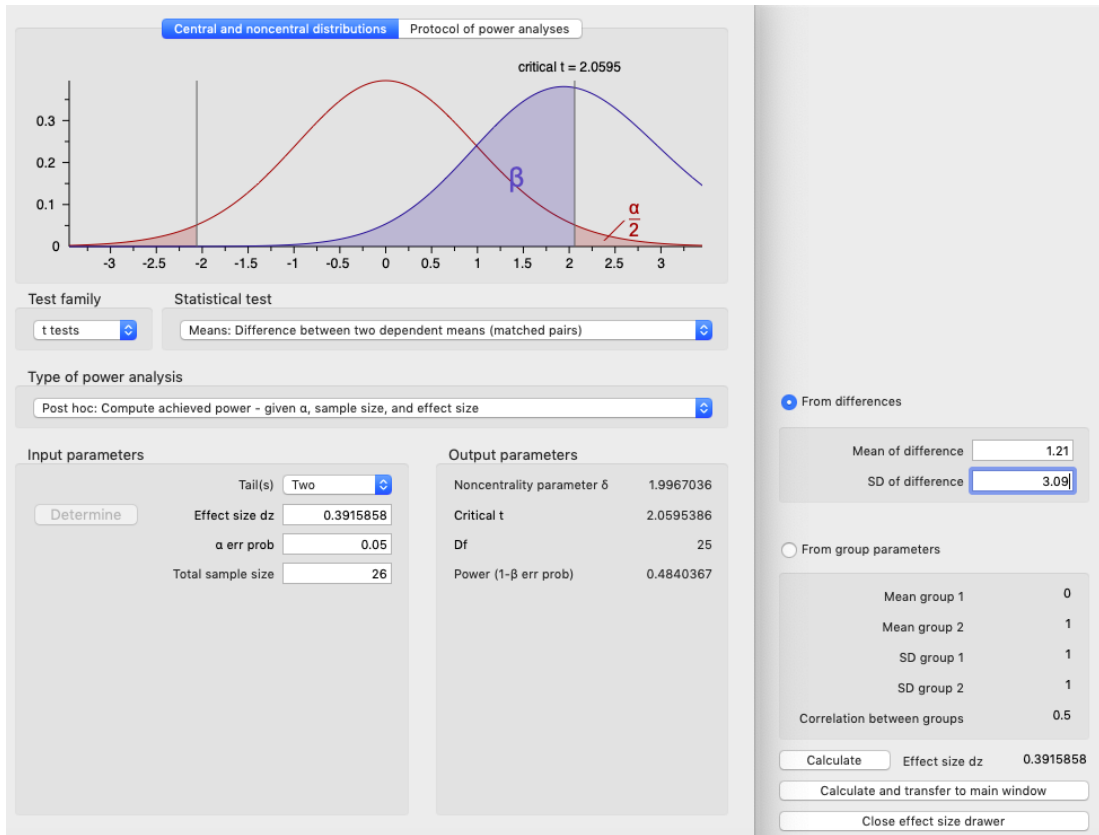 Central and noncentral distributions Protocol of power analyses
critical t = 2.0595
0.3
0.2
0.1
0
β
α
2
-3 -2.5 -2 -1.5 -1 -0.5 0 0.5 1 1.5 2 2.5 3
Test family Statistical test
t tests Means: Difference between two dependent means (matched pairs)
Type of power analysis
Post hoc: Compute achieved power - given α, sample size, and effect size
Input parameters
Tail(s) Two
Determine Effect size dz 0.3915858
α err prob 0.05
Total sample size 26
Output parameters
Noncentrality parameter δ 1.9967036
Critical t 2.0595386
Df 25
Power (1-β err prob) 0.4840367
From differences
Mean of difference 1.21
SD of difference 3.09
From group parameters
Mean group 1 0
Mean group 2 1
SD group 1 1
SD group 2 1
Correlation between groups 0.5
Calculate Effect size dz 0.3915858
Calculate and transfer to main window
Close effect size drawer